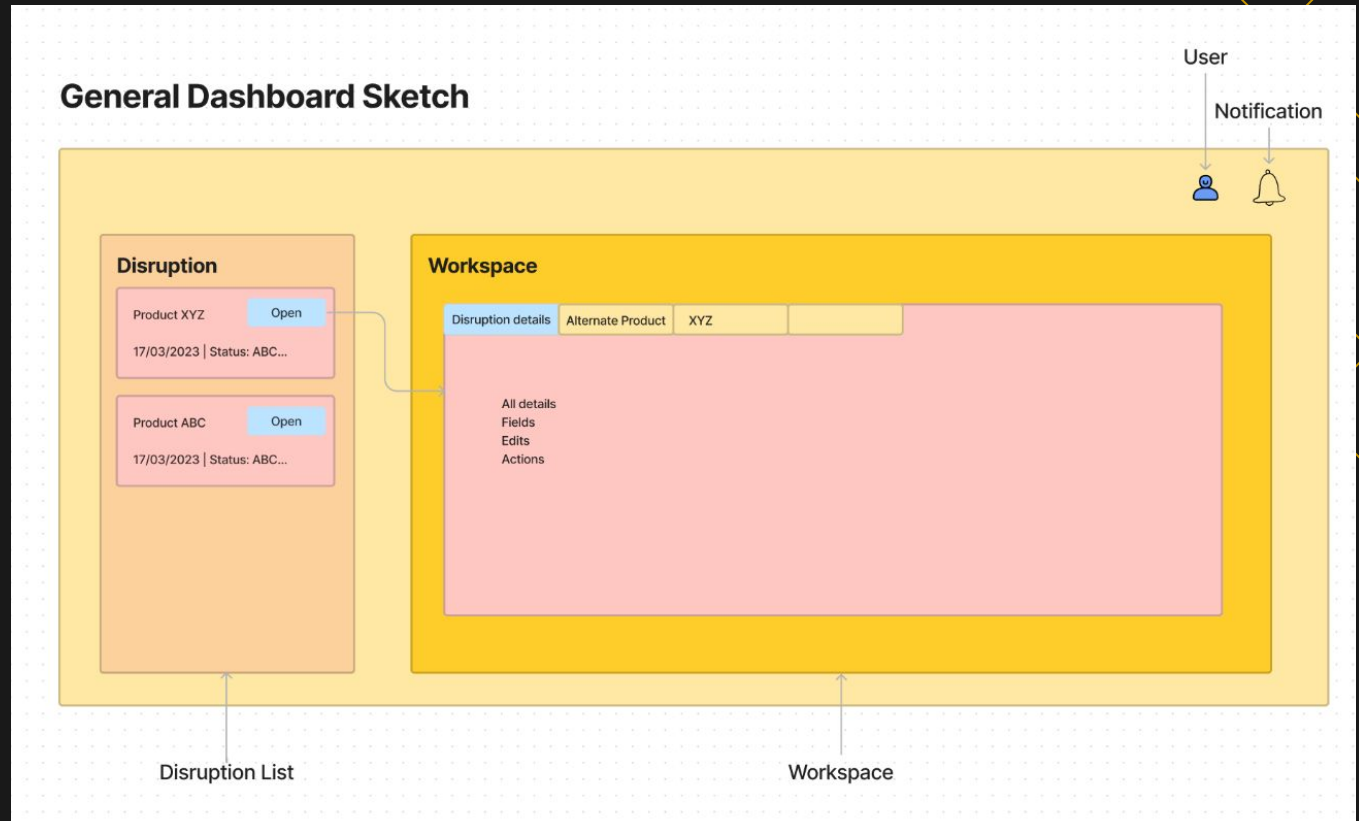 User
General Dashboard Sketch
Notification
Disruption
Product XYZ
Open
17/03/2023 | Status: ABC...
Product ABC
Open
17/03/2023 | Status: ABC...
Workspace
Disruption details
Alternate Product
XYZ
All details
Fields
Edits
Actions
Disruption List
Workspace